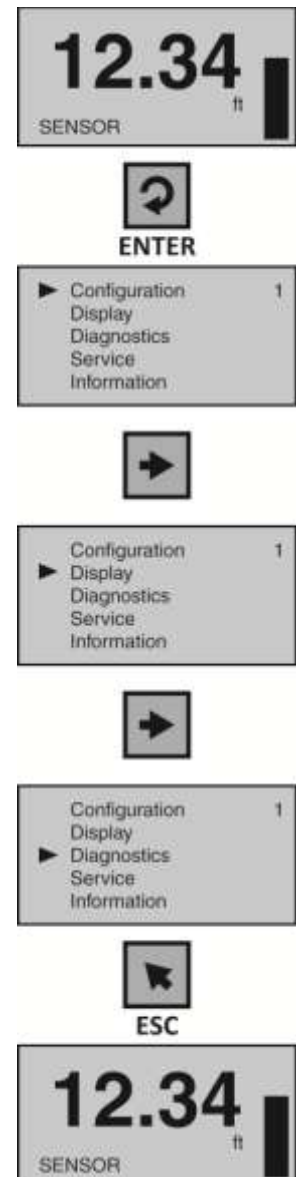 12.34
ft
SENSOR
ENTER
Configuration 1
Display
Diagnostics
Service
Information
Configuration 1
Display
Diagnostics
Service
Information
Configuration 1
Display
Diagnostics
Service
Information
ESC
12.34
ft
SENSOR